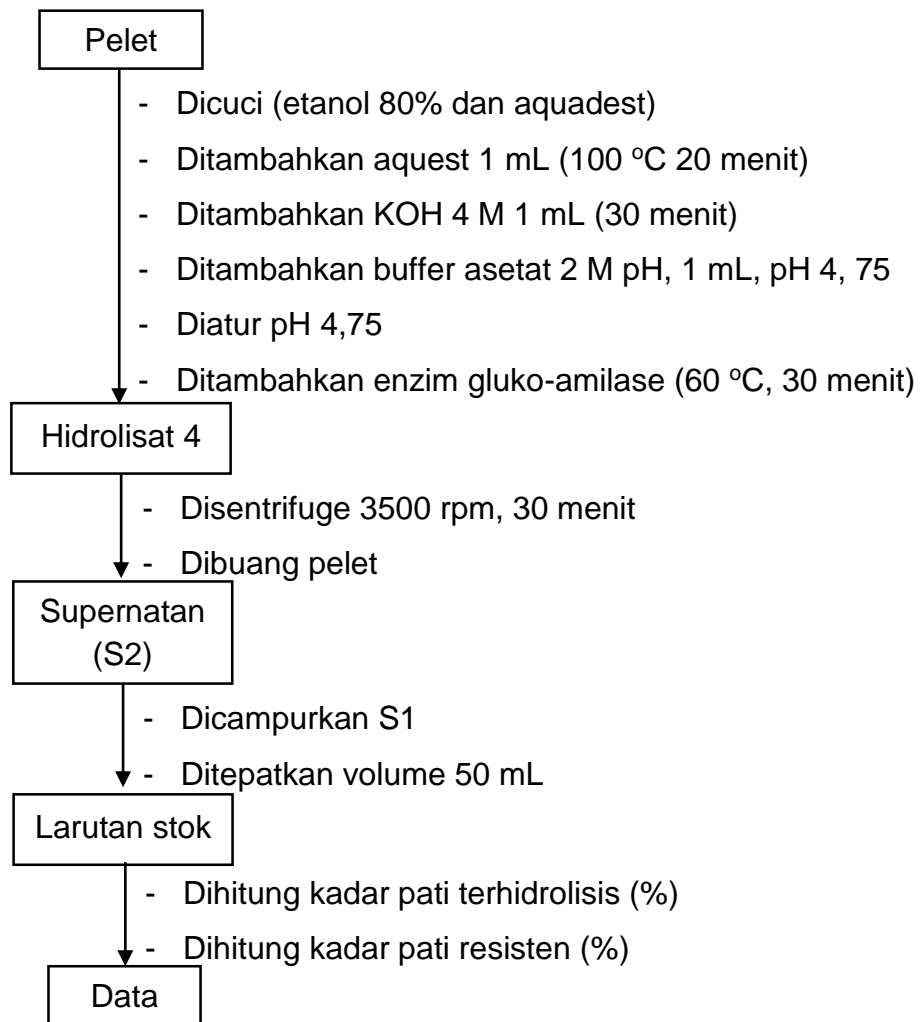 Pelet
- Dicuci (etanol 80% dan aquadest)
- Ditambahkan aquest 1 mL (100 °C 20 menit)
- Ditambahkan KOH 4 M 1 mL (30 menit)
- Ditambahkan buffer asetat 2 M pH, 1 mL, pH 4, 75
- Diatur pH 4,75
- Ditambahkan enzim gluko-amilase (60 °C, 30 menit)
Hidrolisat 4
- Disentrifuge 3500 rpm, 30 menit
- Dibuang pelet
Supernatan
(S2)
- Dicampurkan S1
- Ditepatkan volume 50 mL
Larutan stok
- Dihitung kadar pati terhidrolisis (%)
- Dihitung kadar pati resisten (%)
Data